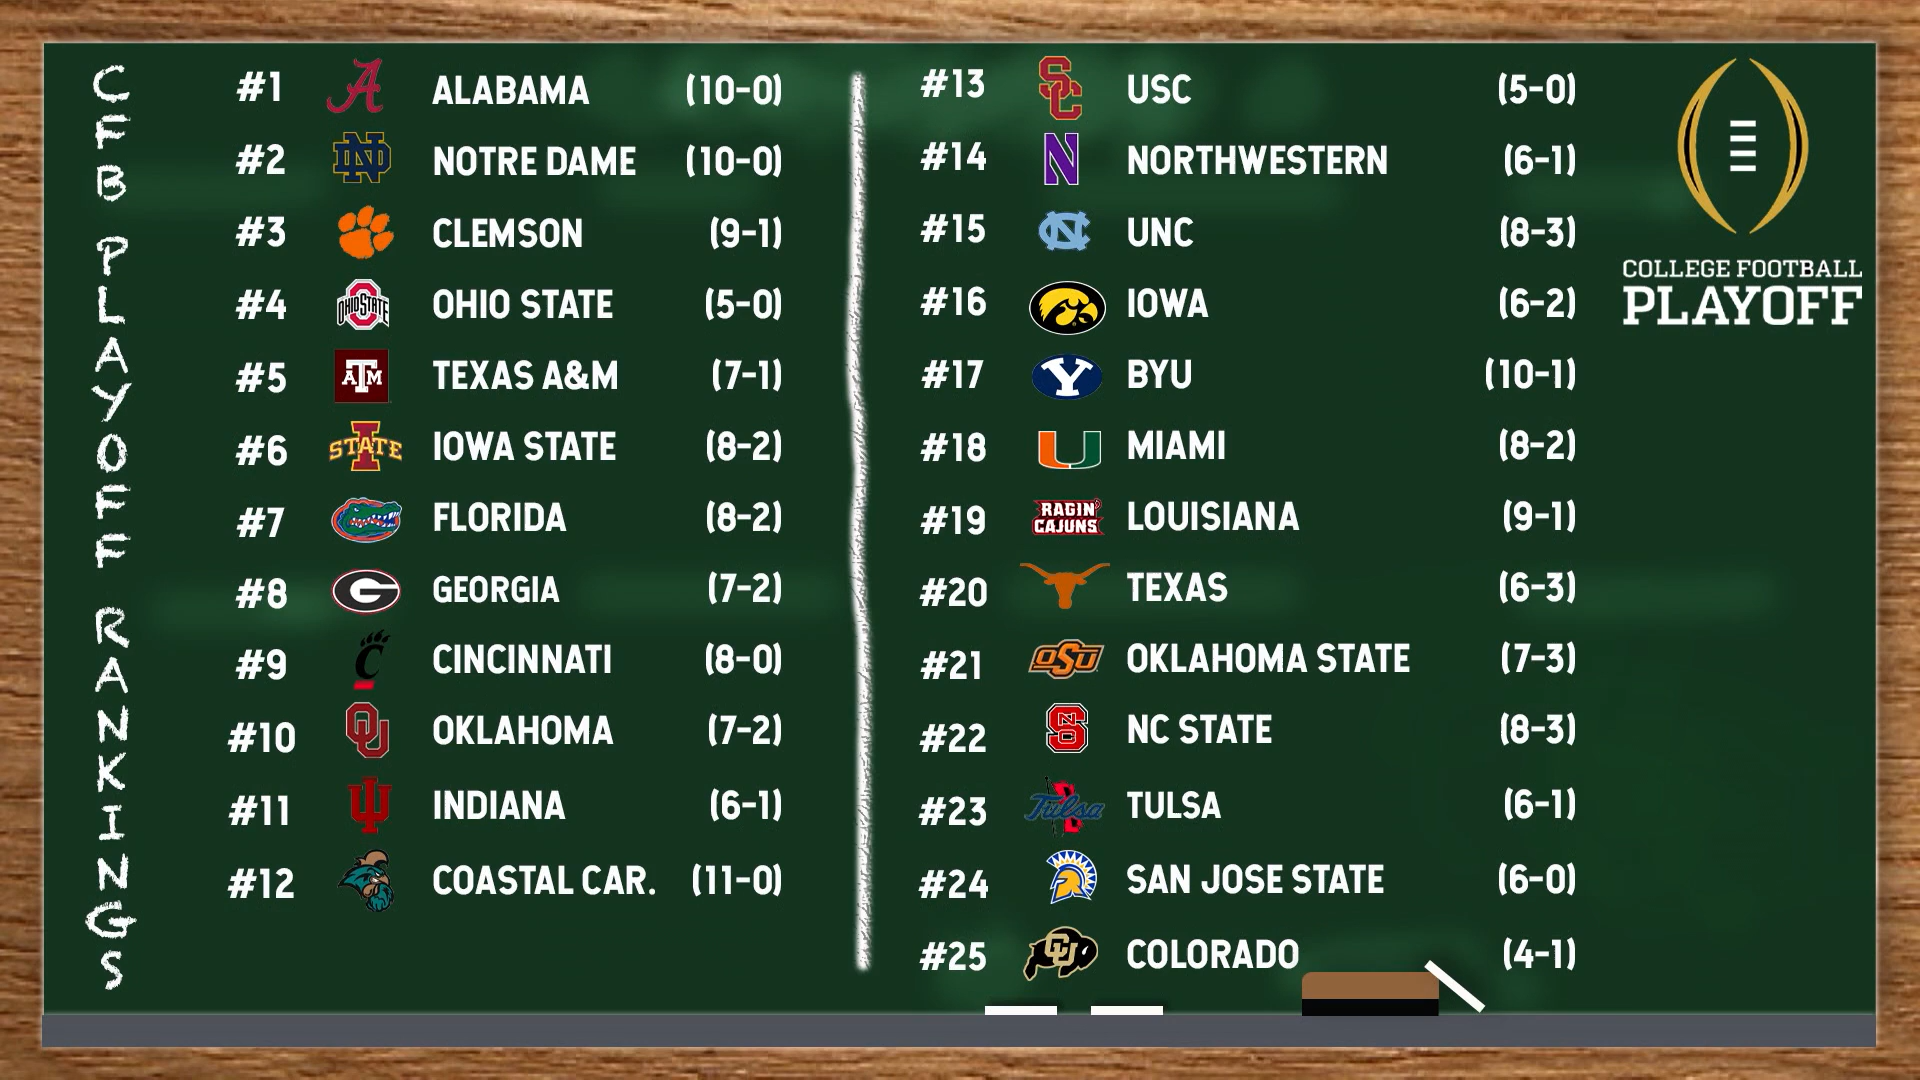 CFB PLAYOFF RANKINGS
#1 ALABAMA (10-0)
#2 NOTRE DAME (10-0)
#3 CLEMSON (9-1)
#4 OHIO STATE (5-0)
#5 TEXAS A&M (7-1)
#6 IOWA STATE (8-2)
#7 FLORIDA (8-2)
#8 GEORGIA (7-2)
#9 CINCINNATI (8-0)
#10 OKLAHOMA (7-2)
#11 INDIANA (6-1)
#12 COASTAL CAR. (11-0)
#13 USC (5-0)
#14 NORTHWESTERN (6-1)
#15 UNC (8-3)
#16 IOWA (6-2)
#17 BYU (10-1)
#18 MIAMI (8-2)
#19 RAGIN' CAJUNS LOUISIANA (9-1)
#20 TEXAS (6-3)
#21 OKLAHOMA STATE (7-3)
#22 NC STATE (8-3)
#23 TULSA (6-1)
#24 SAN JOSE STATE (6-0)
#25 COLORADO (4-1)
COLLEGE FOOTBALL
PLAYOFF